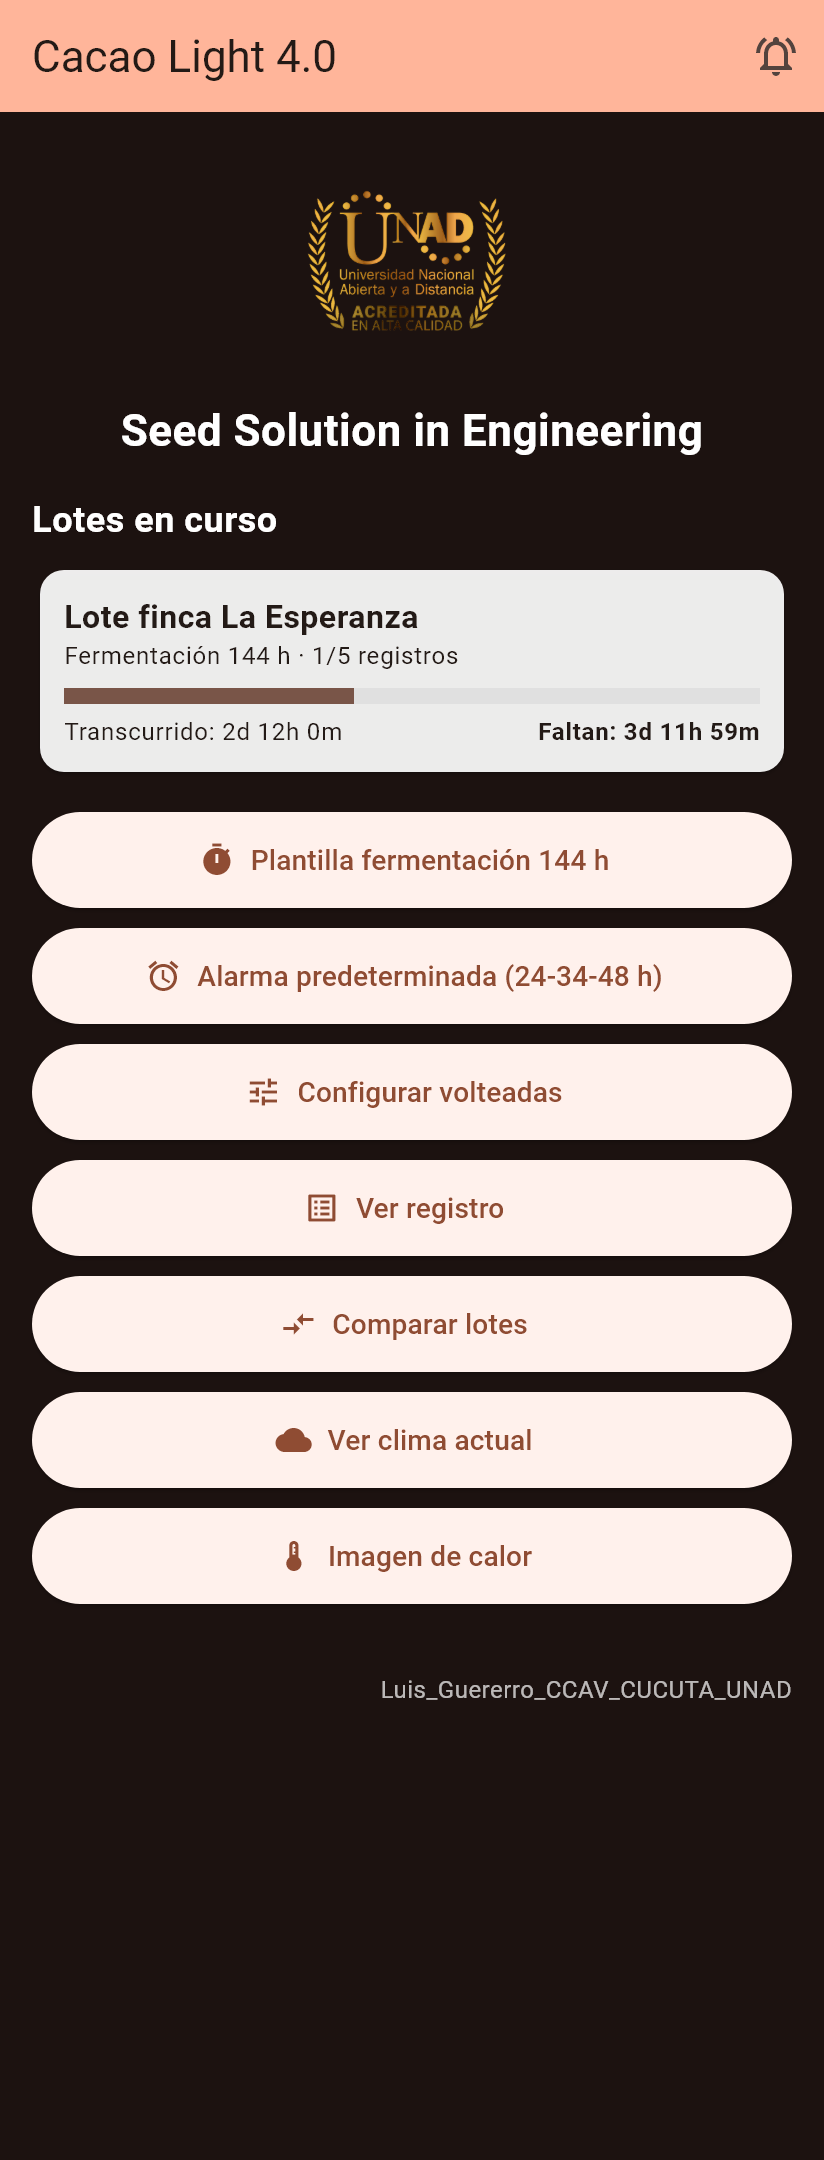 Cacao Light 4.0
UNAD
Universidad Nacional
Abierta y a Distancia
ACREDITADA
EN ALTA CALIDAD
Seed Solution in Engineering
Lotes en curso
Lote finca La Esperanza
Fermentación 144 h · 1/5 registros
Transcurrido: 2d 12h 0m
Faltan: 3d 11h 59m
Plantilla fermentación 144 h
Alarma predeterminada (24-34-48 h)
Configurar volteadas
Ver registro
Comparar lotes
Ver clima actual
Imagen de calor
Luis_Guererro_CCAV_CUCUTA_UNAD